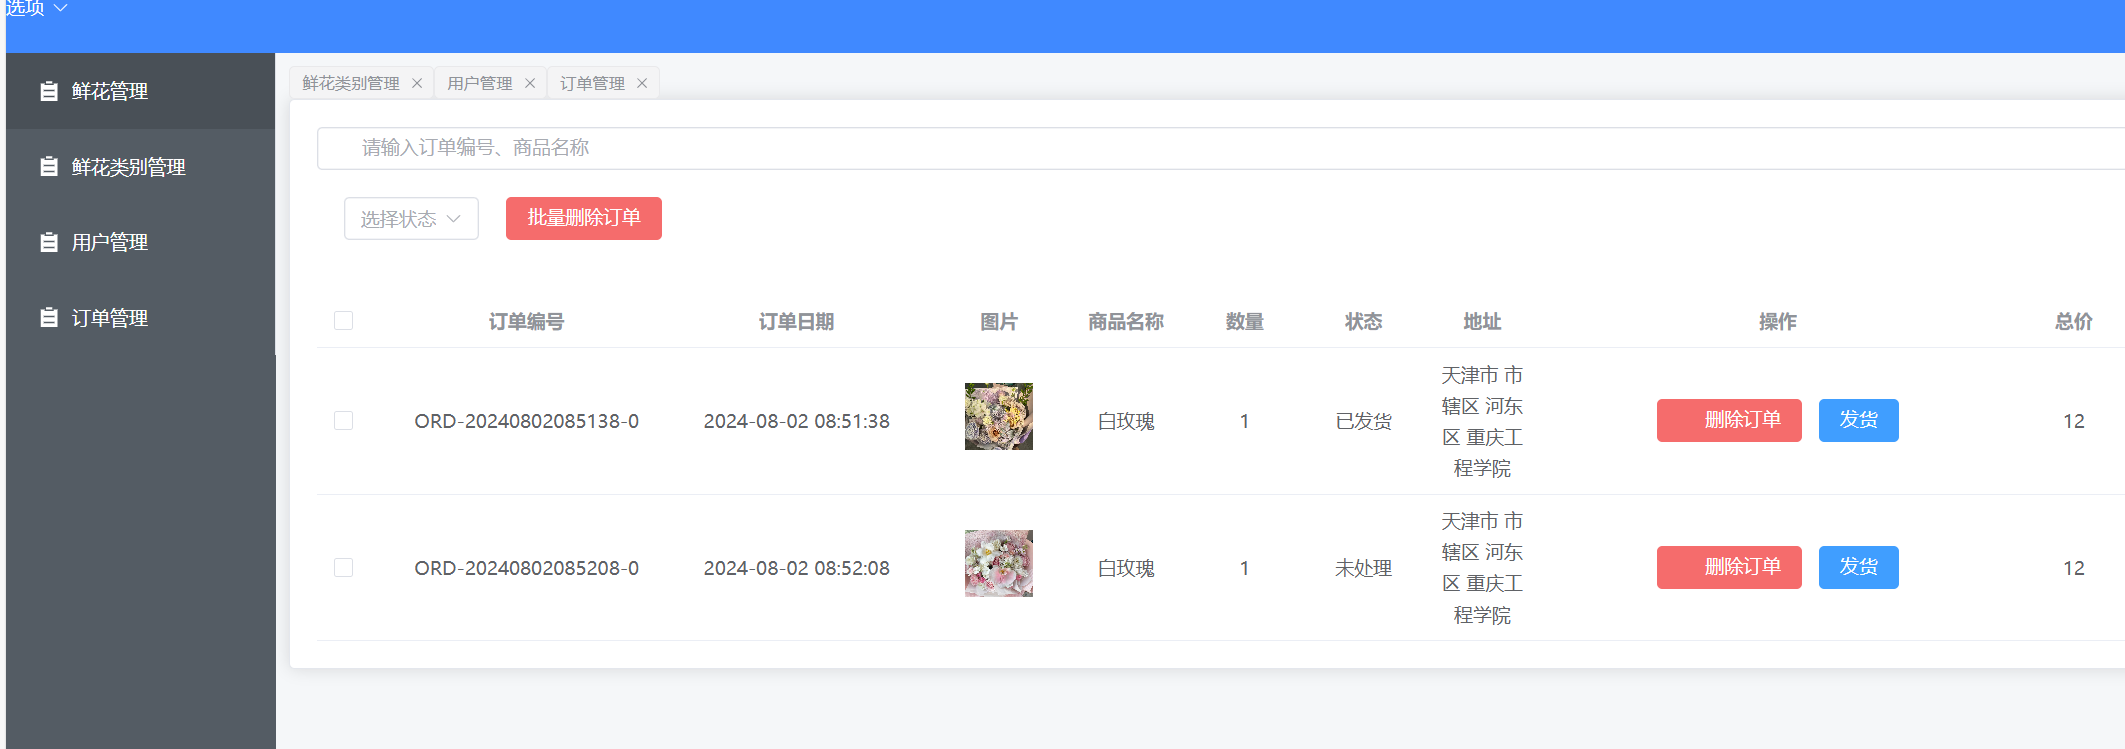 选项
鲜花管理
鲜花类别管理
用户管理
订单管理
鲜花类别管理
用户管理
订单管理
请输入订单编号、商品名称
选择状态
批量删除订单
订单编号 订单日期 图片 商品名称 数量 状态 地址 操作 总价
ORD-20240802085138-0 2024-08-02 08:51:38 白玫瑰 1 已发货
天津市 市
辖区 河东
区 重庆工
程学院
删除订单 发货 12
ORD-20240802085208-0 2024-08-02 08:52:08 白玫瑰 1 未处理
天津市 市
辖区 河东
区 重庆工
程学院
删除订单 发货 12